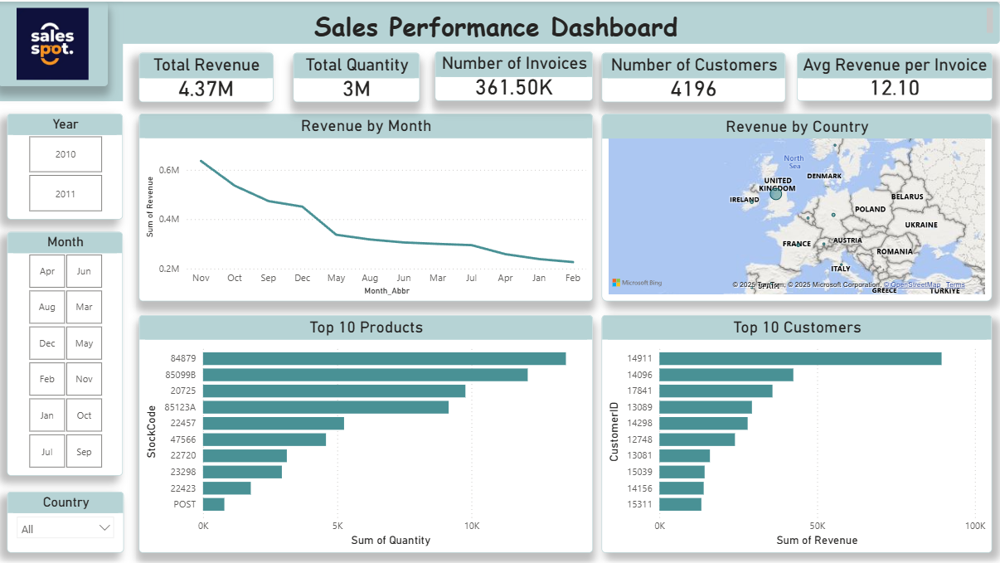 sales
spot.
Sales Performance Dashboard
Total Revenue
4.37M
Total Quantity
3M
Number of Invoices
361.50K
Number of Customers
4196
Avg Revenue per Invoice
12.10
Year
2010
2011
Month
Apr Jun
Aug Mar
Dec May
Feb Nov
Jan Oct
Jul Sep
Country
All
Revenue by Month
Sum of Revenue
0.6M
0.4M
0.2M
Nov Oct Sep Dec May Aug Jun Mar Jul Apr Jan Feb
Month_Abbr
Revenue by Country
North
Sea
UNITED
KINGDOM
DENMARK
IRELAND
BELARUS
POLAND
UKRAINE
FRANCE
AUSTRIA
ROMANIA
ITALY
SPAIN
GREECE
TÜRKIYE
Microsoft Bing
© 2025 TomTom, © 2025 Microsoft Corporation, © OpenStreetMap Terms
Top 10 Products
StockCode
84879
85099B
20725
85123A
22457
47566
22720
23298
22423
POST
0K 5K 10K
Sum of Quantity
Top 10 Customers
CustomerID
14911
14096
17841
13089
14298
12748
13081
15039
14156
15311
0K 50K 100K
Sum of Revenue